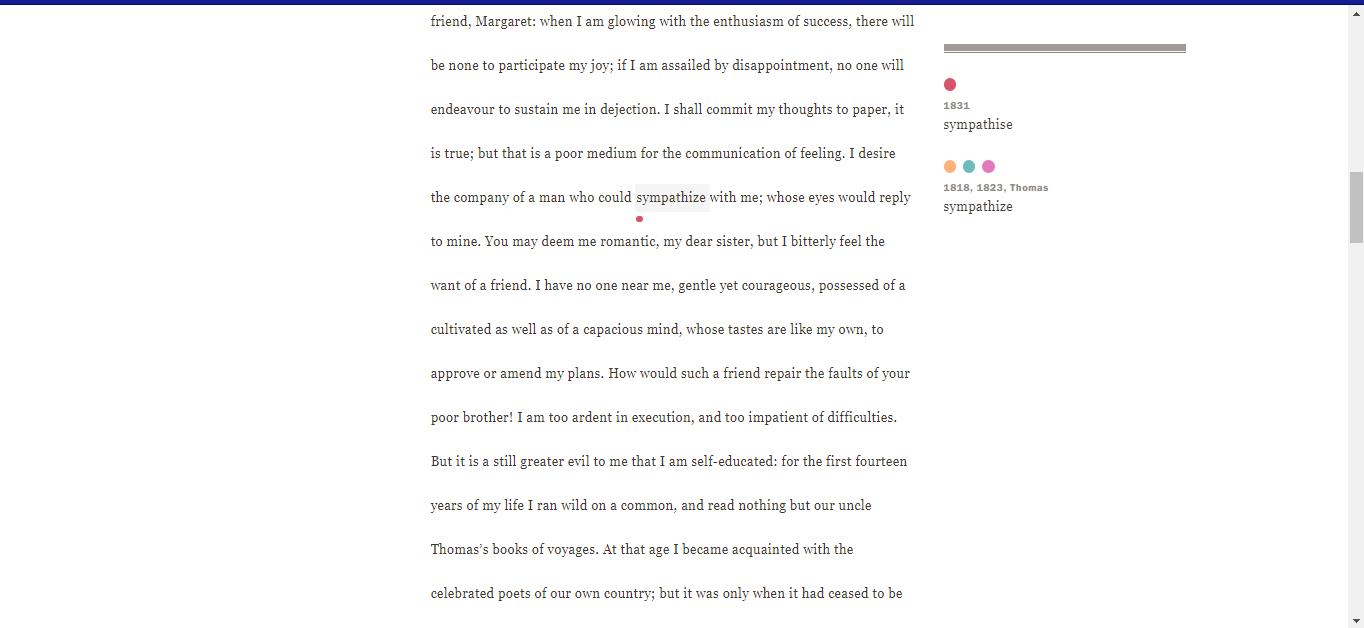 friend, Margaret: when I am glowing with the enthusiasm of success, there will
be none to participate my joy; if I am assailed by disappointment, no one will
endeavour to sustain me in dejection. I shall commit my thoughts to paper, it
is true; but that is a poor medium for the communication of feeling. I desire
the company of a man who could sympathize with me; whose eyes would reply
to mine. You may deem me romantic, my dear sister, but I bitterly feel the
want of a friend. I have no one near me, gentle yet courageous, possessed of a
cultivated as well as of a capacious mind, whose tastes are like my own, to
approve or amend my plans. How would such a friend repair the faults of your
poor brother! I am too ardent in execution, and too impatient of difficulties.
But it is a still greater evil to me that I am self-educated: for the first fourteen
years of my life I ran wild on a common, and read nothing but our uncle
Thomas’s books of voyages. At that age I became acquainted with the
celebrated poets of our own country; but it was only when it had ceased to be
1831
sympathise
1818, 1823, Thomas
sympathize